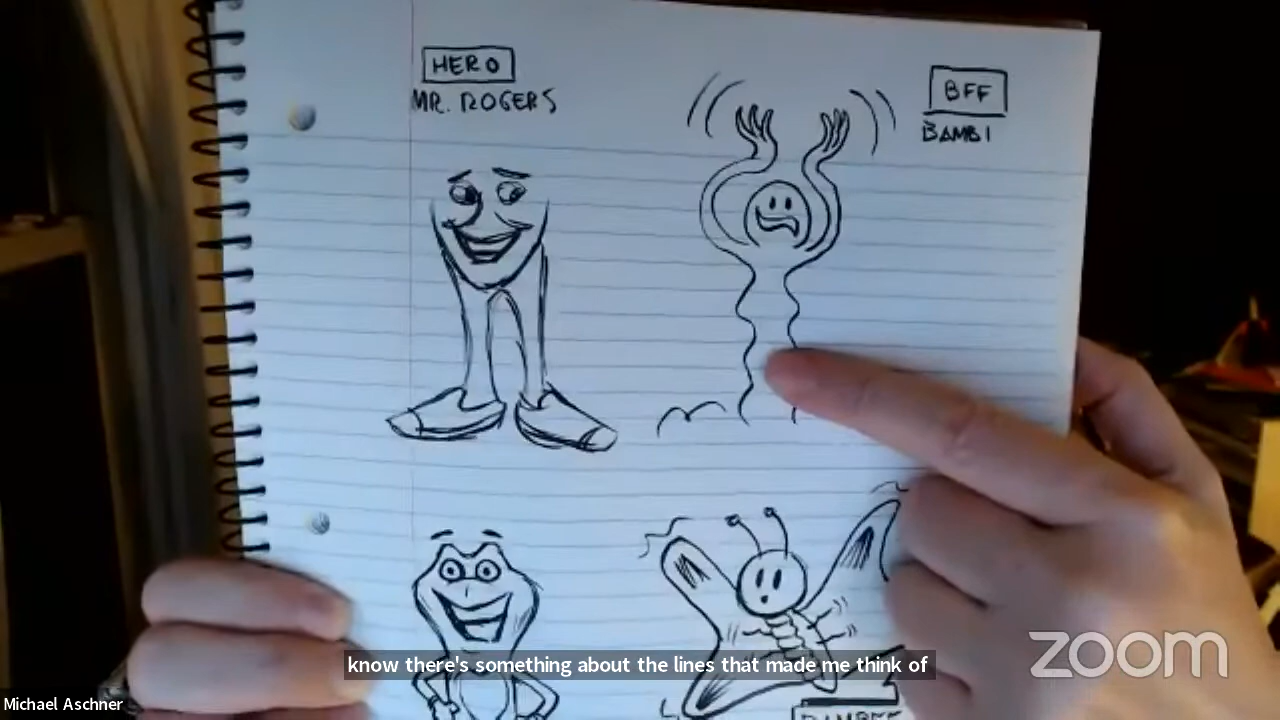 HERO
MR. ROGERS
BFF
BAMBI
know there's something about the lines that made me think of
zoom
Michael Aschner